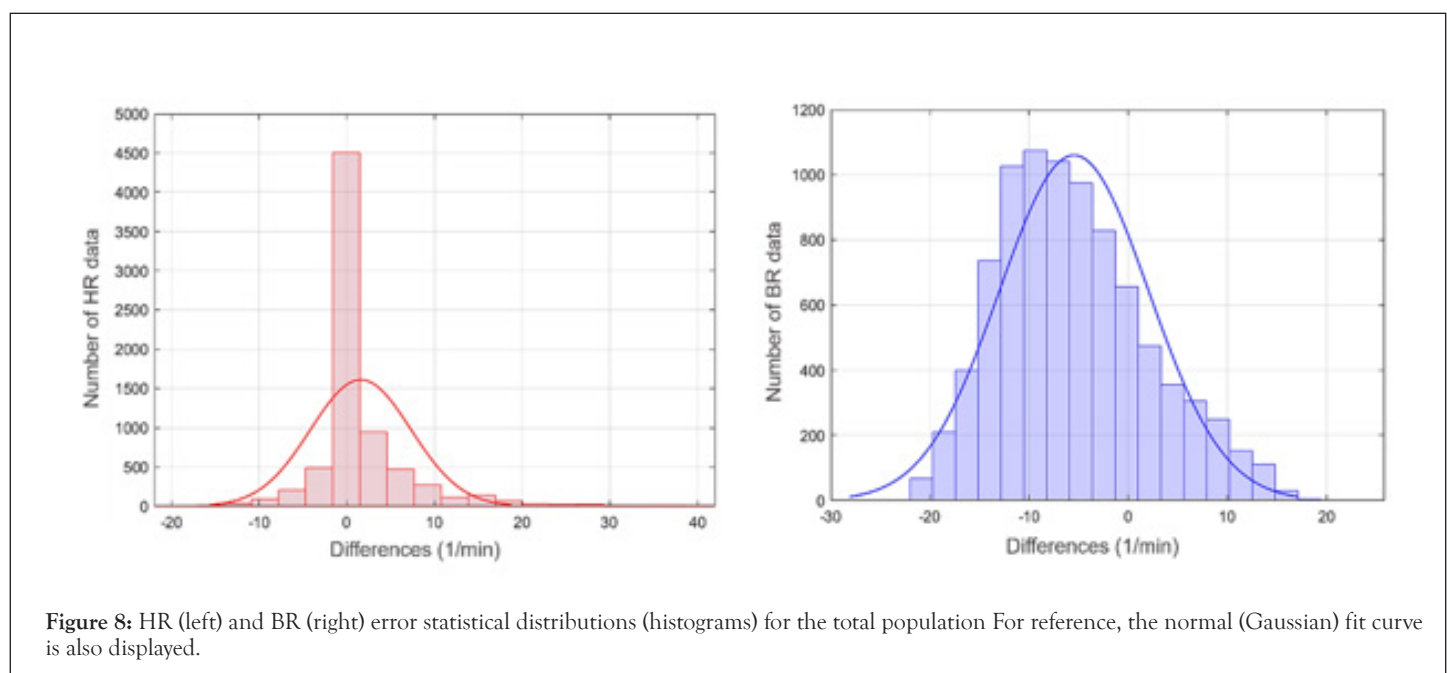 5000
4500
4000
3500
3000
2500
2000
1500
1000
500
0
Number of HR data
-20 -10 0 10 20 30 40
Differences (1/min)
1200
1000
800
600
400
200
0
Number of BR data
-30 -20 -10 0 10 20
Differences (1/min)
Figure 8: HR (left) and BR (right) error statistical distributions (histograms) for the total population For reference, the normal (Gaussian) fit curve
is also displayed.